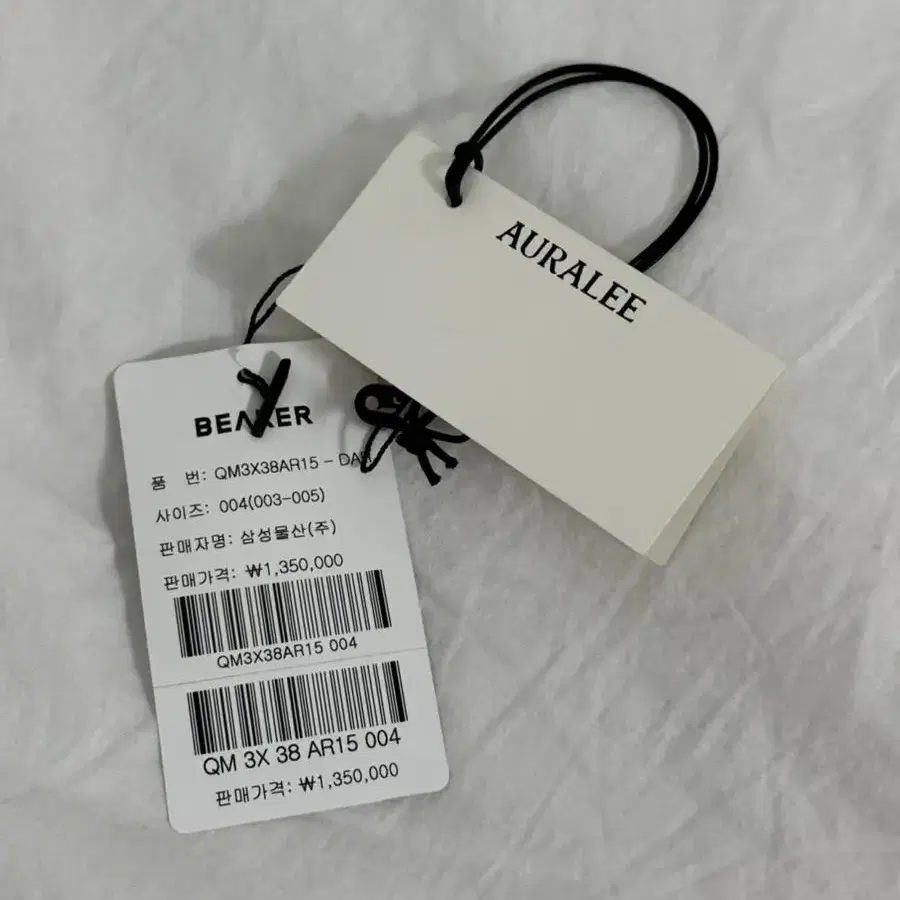 AURALEE
BEAKER
품 번: QM3X38AR15 - DAR
사이즈: 004(003-005)
판매자명: 삼성물산(주)
판매가격: ₩1,350,000
QM3X38AR15 004
QM 3X 38 AR15 004
판매가격: ₩1,350,000